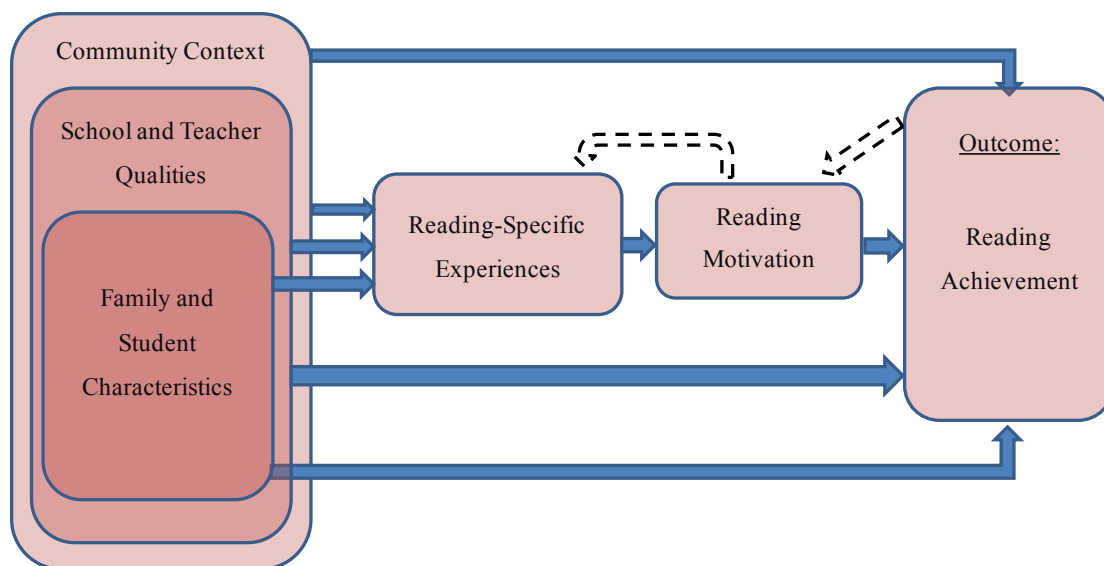 Community Context
School and Teacher
Qualities
Family and
Student
Characteristics
Reading-Specific
Experiences
Reading
Motivation
Outcome:
Reading
Achievement